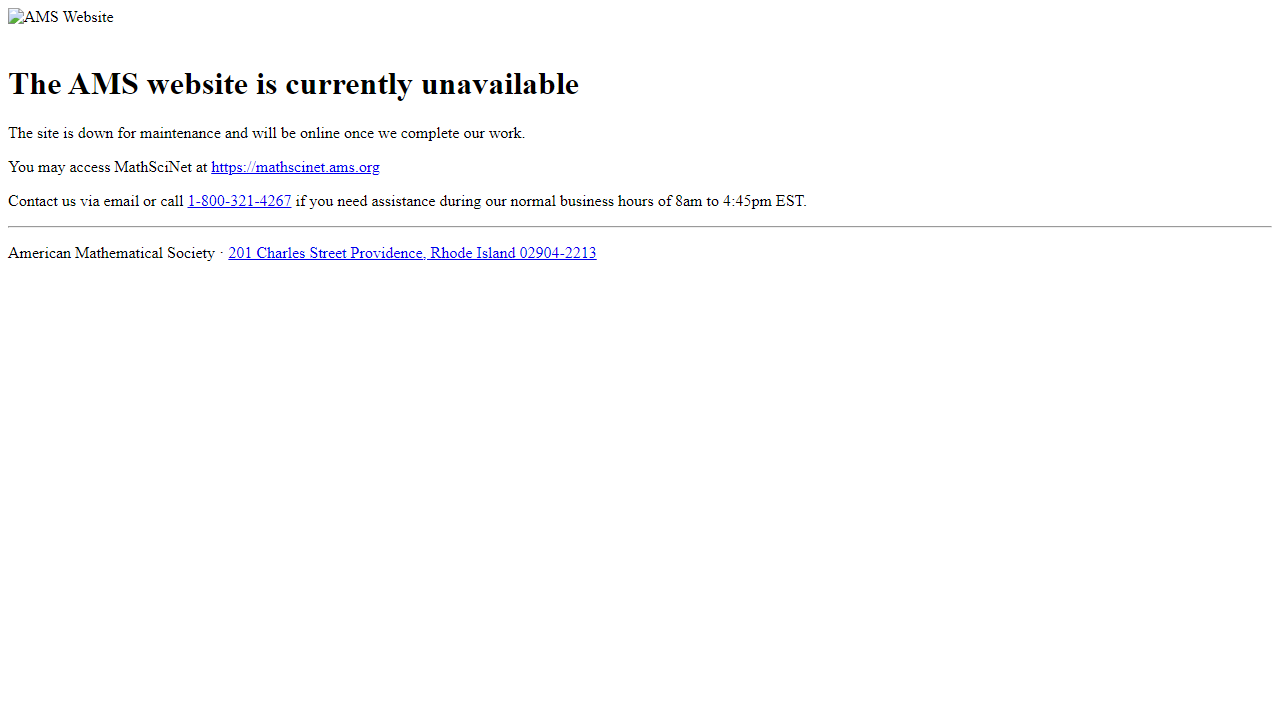 AMS Website
The AMS website is currently unavailable
The site is down for maintenance and will be online once we complete our work.
You may access MathSciNet at https://mathscinet.ams.org
Contact us via email or call 1-800-321-4267 if you need assistance during our normal business hours of 8am to 4:45pm EST.
American Mathematical Society · 201 Charles Street Providence, Rhode Island 02904-2213